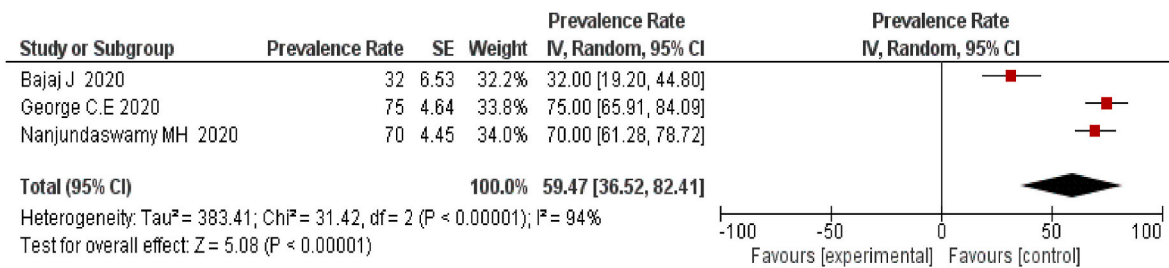 Prevalence Rate Prevalence Rate
Study or Subgroup Prevalence Rate SE Weight IV, Random, 95% CI IV, Random, 95% CI
Bajaj J 2020 32 6.53 32.2% 32.00 [19.20, 44.80]
George C.E 2020 75 4.64 33.8% 75.00 [65.91, 84.09]
Nanjundaswamy MH 2020 70 4.45 34.0% 70.00 [61.28, 78.72]
Total (95% CI) 100.0% 59.47 [36.52, 82.41]
Heterogeneity: Tau² = 383.41; Chi² = 31.42, df = 2 (P < 0.00001); I² = 94%
Test for overall effect: Z = 5.08 (P < 0.00001)
-100 -50 0 50 100
Favours [experimental] Favours [control]